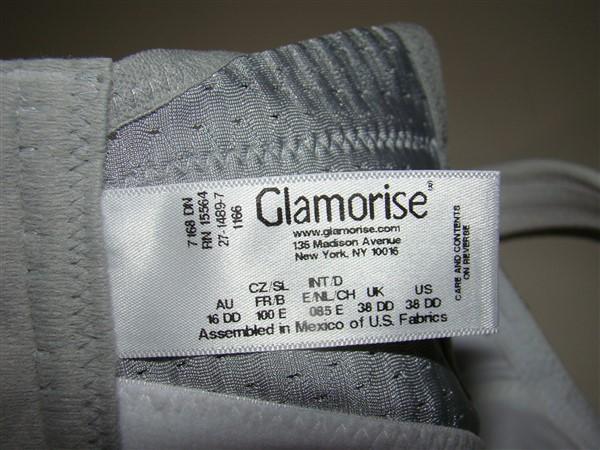 7168 DN
RN 15564
27-1489-7
1166
Glamorise
www.glamorise.com
135 Madison Avenue
New York, NY 10016
CARE AND CONTENTS
ON REVERSE
CZ/SL INT/D
AU FR/B E/NL/CH UK US
16 DD 100 E 085 E 38 DD 38 DD
Assembled in Mexico of U.S. Fabrics